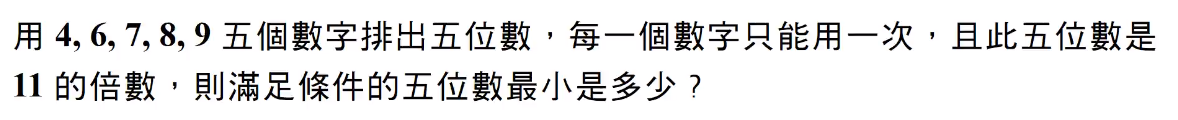 用 4, 6, 7, 8, 9 五個數字排出五位數，每一個數字只能用一次，且此五位數是
11 的倍數，則滿足條件的五位數最小是多少？